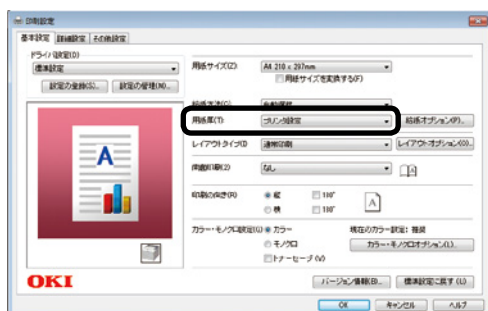 印刷設定
基本設定 詳細設定 その他設定
ドライバ設定(D)
標準設定
設定の登録(S)... 設定の管理(N)...
用紙サイズ(Z) A4 210 x 297mm
用紙サイズを変換する(F)
給紙方法(G) 自動選択
用紙厚(T) プリンタ設定 給紙オプション(P)...
レイアウトタイプ(I) 通常印刷 レイアウトオプション(O)...
両面印刷(2) なし
印刷の向き(R) 縦 180°
横 180°
カラー・モノクロ設定(G) カラー 現在のカラー設定: 推奨
モノクロ カラー・モノクロオプション(L)...
トナーセーブ(V)
A
A
A
OKI
バージョン情報(B)... 標準設定に戻す(U)
OK キャンセル ヘルプ